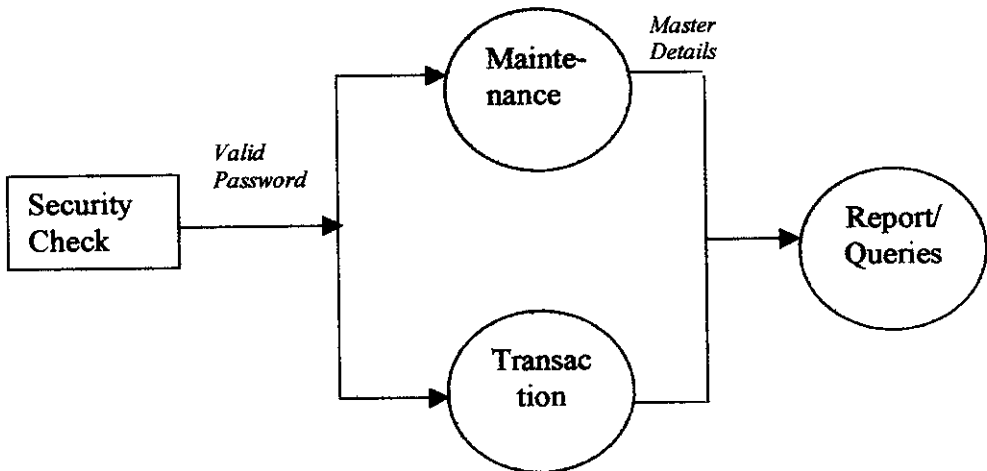 Security
Check
Valid
Password
Mainte-
nance
Master
Details
Transac
tion
Report/
Queries